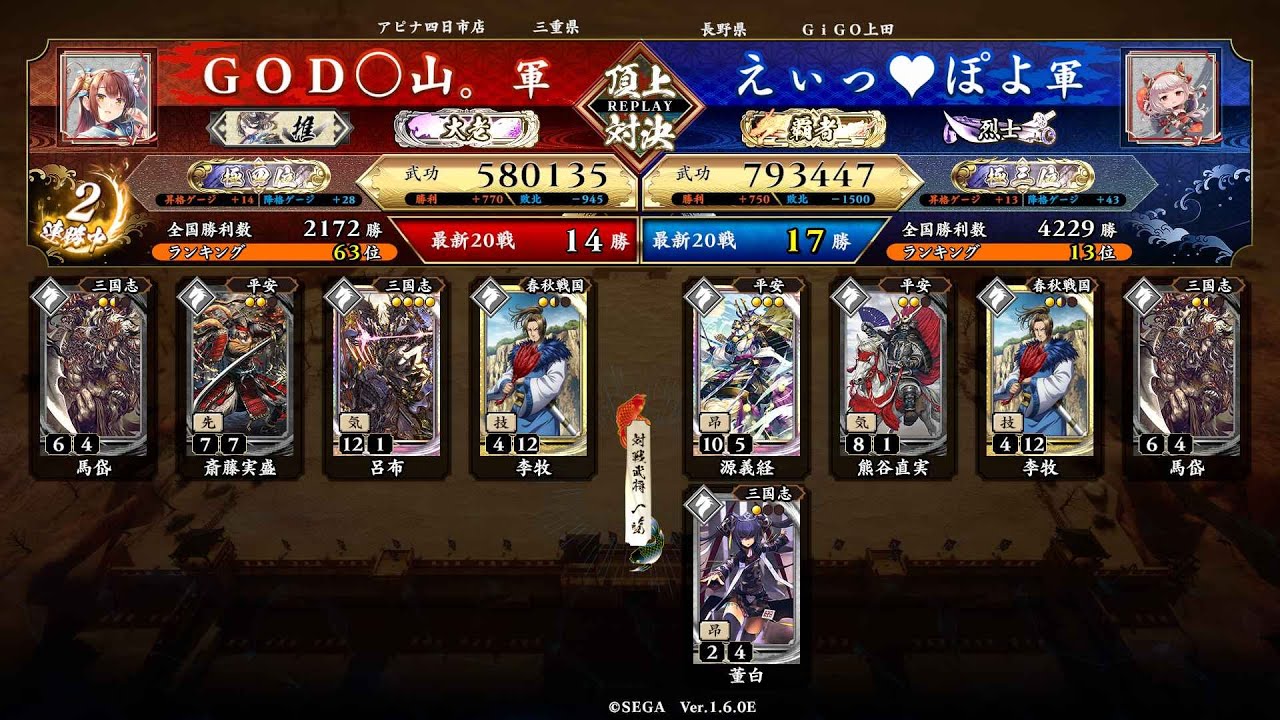 アピナ四日市店 三重県
長野県 GiGO上田
GOD◯山。軍
頂上
REPLAY
対決
えぃっ♥ぽよ軍
推
大老
覇者
烈士
2
連勝中
極四位
武功 580135
勝利 +770 敗北 -945
武功 793447
勝利 +750 敗北 -1500
極三位
昇格ゲージ +14 降格ゲージ +28
昇格ゲージ +13 降格ゲージ +43
全国勝利数 2172勝
ランキング 63位
最新20戦 14勝
最新20戦 17勝
全国勝利数 4229勝
ランキング 13位
三国志
6 4
馬岱
平安
先
7 7
斎藤実盛
三国志
気
12 1
呂布
春秋戦国
技
4 12
李牧
対戦武将一覧
平安
昂
10 5
源義経
平安
気
8 1
熊谷直実
春秋戦国
技
4 12
李牧
三国志
6 4
馬岱
三国志
昂
2 4
董白
©SEGA Ver.1.6.0E